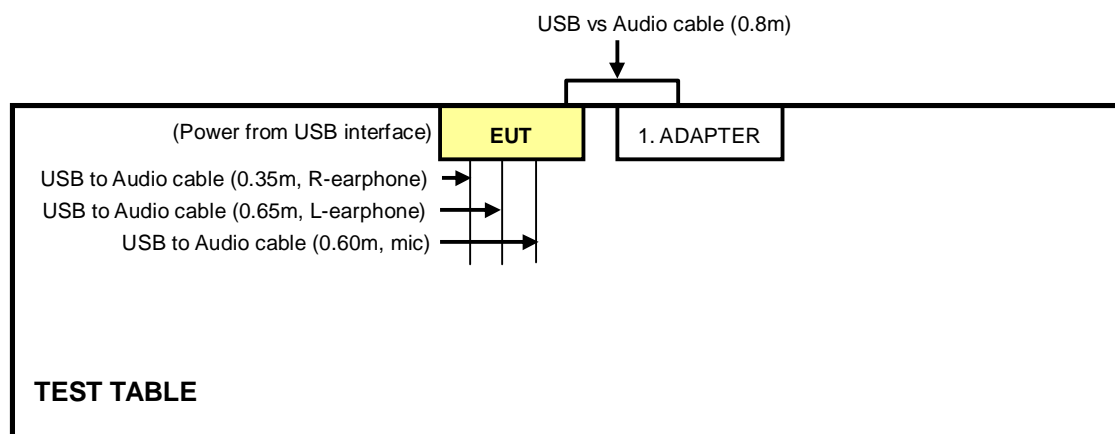 USB vs Audio cable (0.8m)
(Power from USB interface)
EUT
1. ADAPTER
USB to Audio cable (0.35m, R-earphone)
USB to Audio cable (0.65m, L-earphone)
USB to Audio cable (0.60m, mic)
TEST TABLE